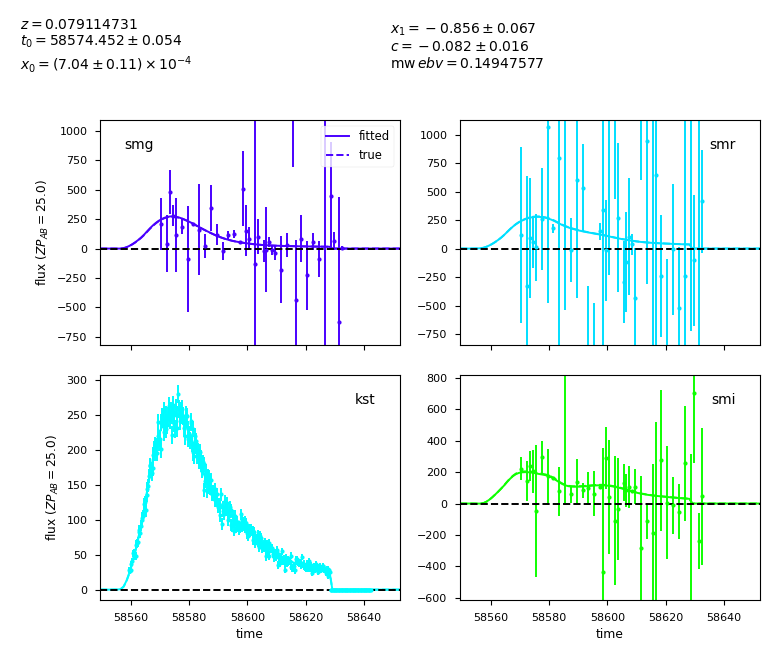 z = 0.079114731
t₀ = 58574.452 ± 0.054
x₀ = (7.04 ± 0.11) × 10⁻⁴
x₁ = −0.856 ± 0.067
c = −0.082 ± 0.016
mw ebv = 0.14947577
smg
fitted
true
1000
750
500
250
0
−250
−500
−750
flux (ZP_AB = 25.0)
smr
1000
750
500
250
0
−250
−500
−750
kst
300
250
200
150
100
50
0
flux (ZP_AB = 25.0)
58560 58580 58600 58620 58640
time
smi
800
600
400
200
0
−200
−400
−600
58560 58580 58600 58620 58640
time